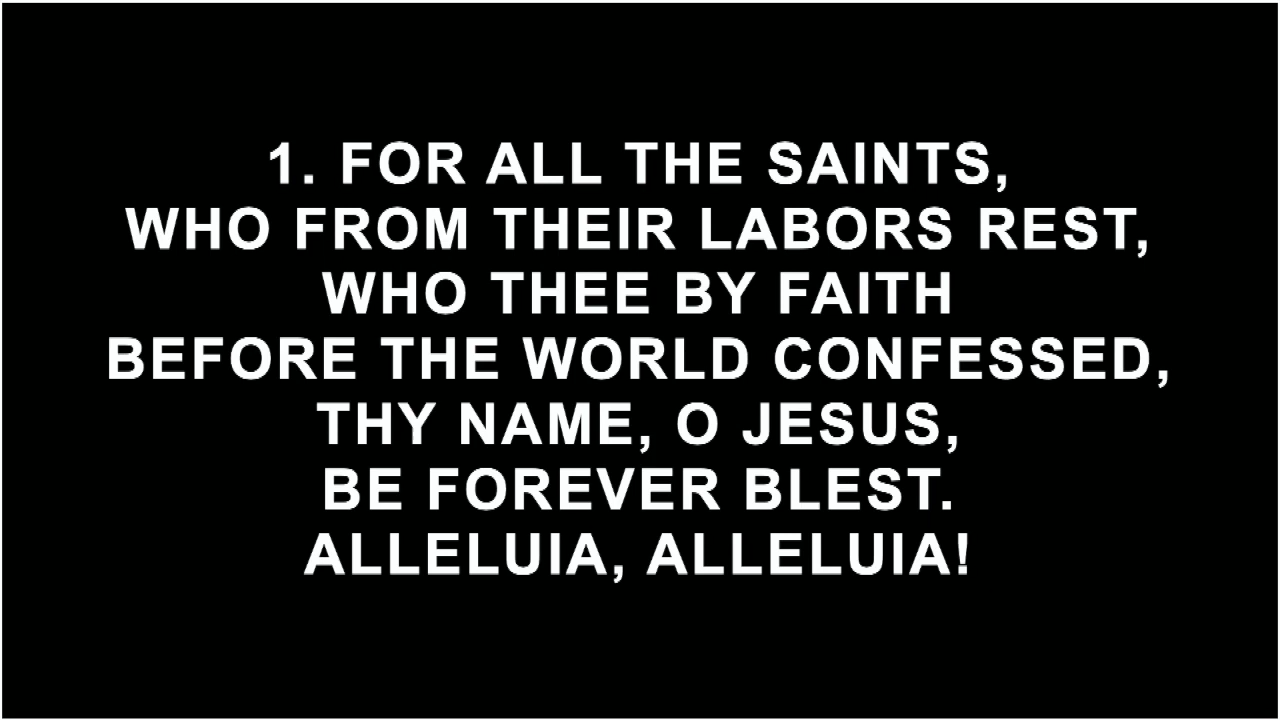 1. FOR ALL THE SAINTS,
WHO FROM THEIR LABORS REST,
WHO THEE BY FAITH
BEFORE THE WORLD CONFESSED,
THY NAME, O JESUS,
BE FOREVER BLEST.
ALLELUIA, ALLELUIA!